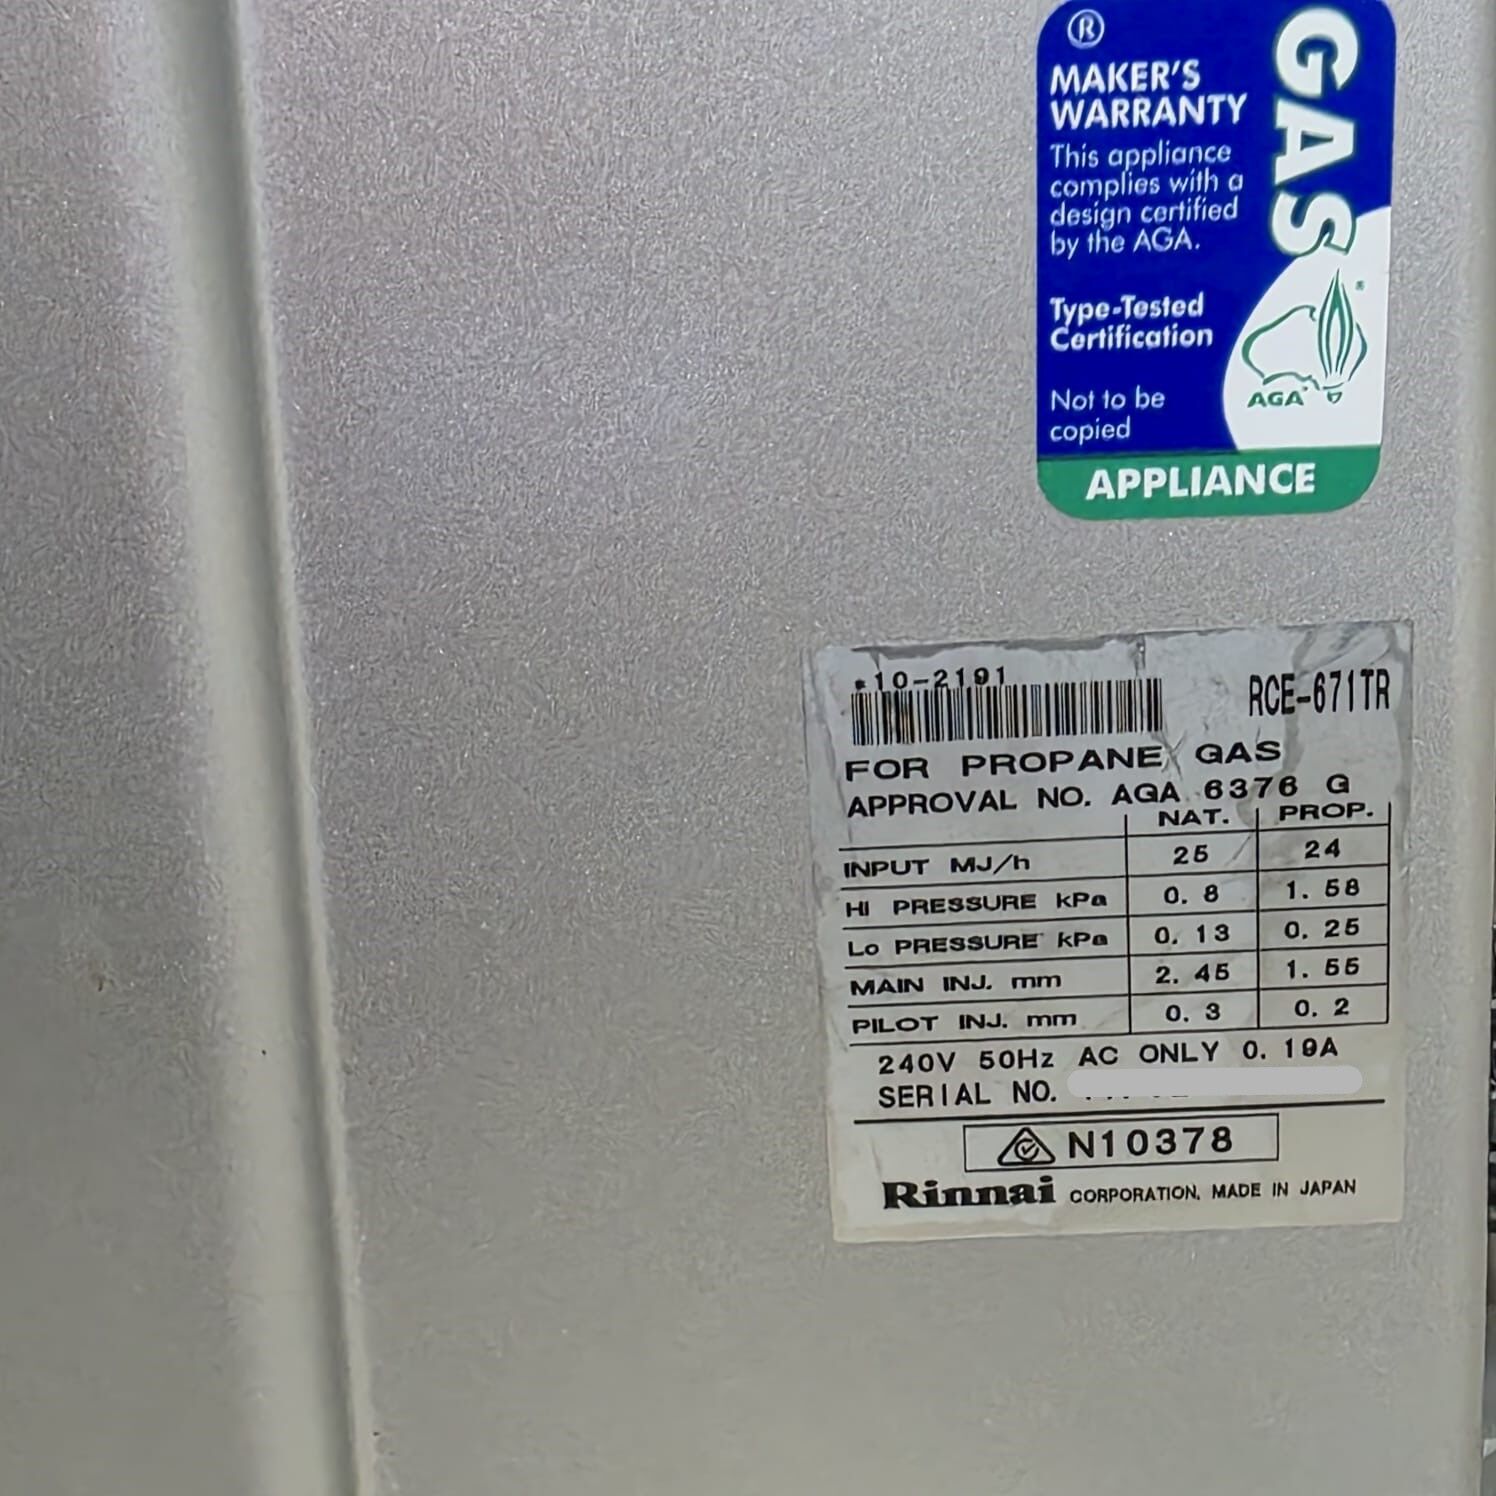 ®
GAS
MAKER'S
WARRANTY
This appliance
complies with a
design certified
by the AGA.
Type-Tested
Certification
Not to be
copied
AGA
APPLIANCE
*10-2191
RCE-671TR
FOR PROPANE GAS
APPROVAL NO. AGA 6376 G
NAT. PROP.
INPUT MJ/h 25 24
HI PRESSURE kPa 0.8 1.58
Lo PRESSURE kPa 0.13 0.25
MAIN INJ. mm 2.45 1.55
PILOT INJ. mm 0.3 0.2
240V 50Hz AC ONLY 0.19A
SERIAL NO.
N10378
Rinnai CORPORATION. MADE IN JAPAN